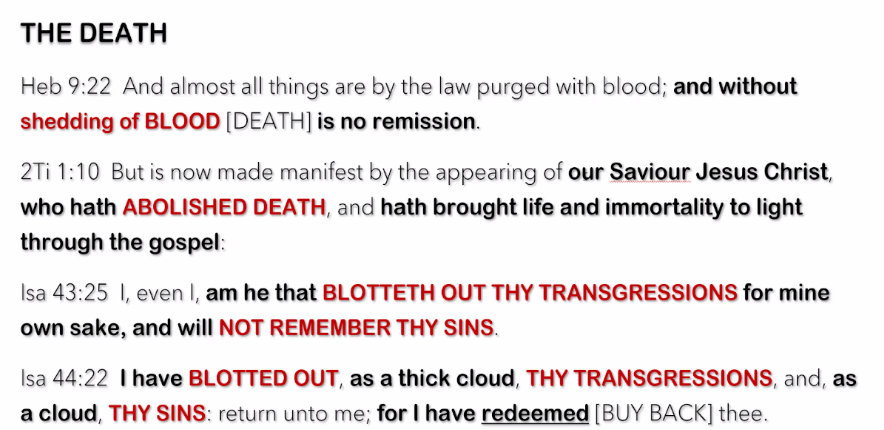 THE DEATH
Heb 9:22  And almost all things are by the law purged with blood; and without
shedding of BLOOD [DEATH] is no remission.
2Ti 1:10  But is now made manifest by the appearing of our Saviour Jesus Christ,
who hath ABOLISHED DEATH, and hath brought life and immortality to light
through the gospel:
Isa 43:25  I, even I, am he that BLOTTETH OUT THY TRANSGRESSIONS for mine
own sake, and will NOT REMEMBER THY SINS.
Isa 44:22  I have BLOTTED OUT, as a thick cloud, THY TRANSGRESSIONS, and, as
a cloud, THY SINS: return unto me; for I have redeemed [BUY BACK] thee.